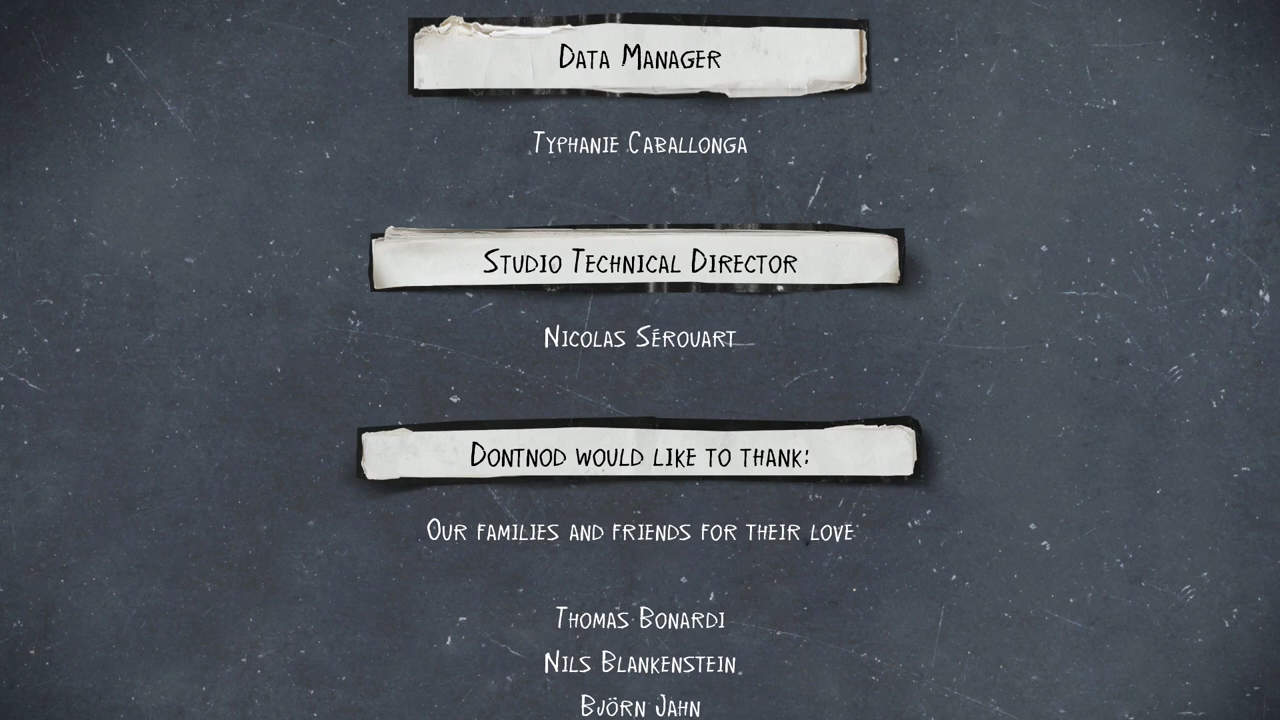 Data Manager
Typhanie Caballonga
Studio Technical Director
Nicolas Sérouart
Dontnod would like to thank:
Our families and friends for their love
Thomas Bonardi
Nils Blankenstein
Björn Jahn